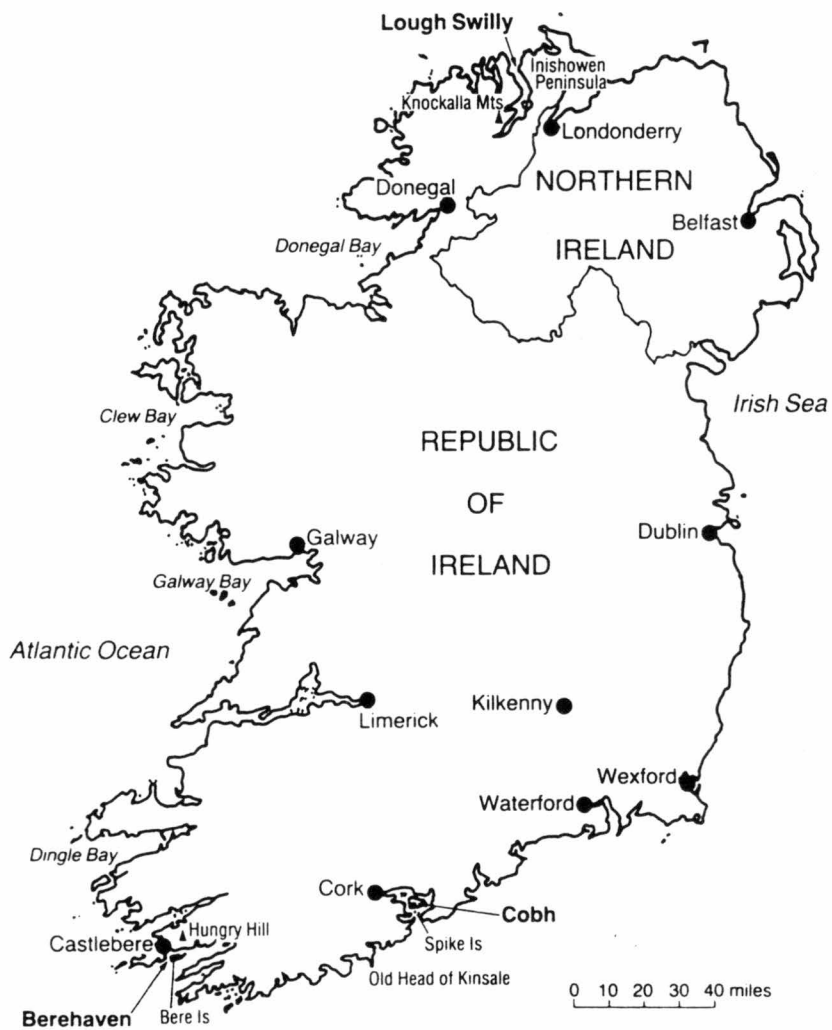 Lough Swilly
Inishowen
Peninsula
Knockalla Mts
Londonderry
Donegal
NORTHERN
IRELAND
Belfast
Donegal Bay
Irish Sea
Clew Bay
REPUBLIC
OF
IRELAND
Dublin
Galway
Galway Bay
Atlantic Ocean
Limerick
Kilkenny
Wexford
Waterford
Dingle Bay
Cork
Cobh
Hungry Hill
Castlebere
Spike Is
Old Head of Kinsale
Berehaven
Bere Is
0 10 20 30 40 miles